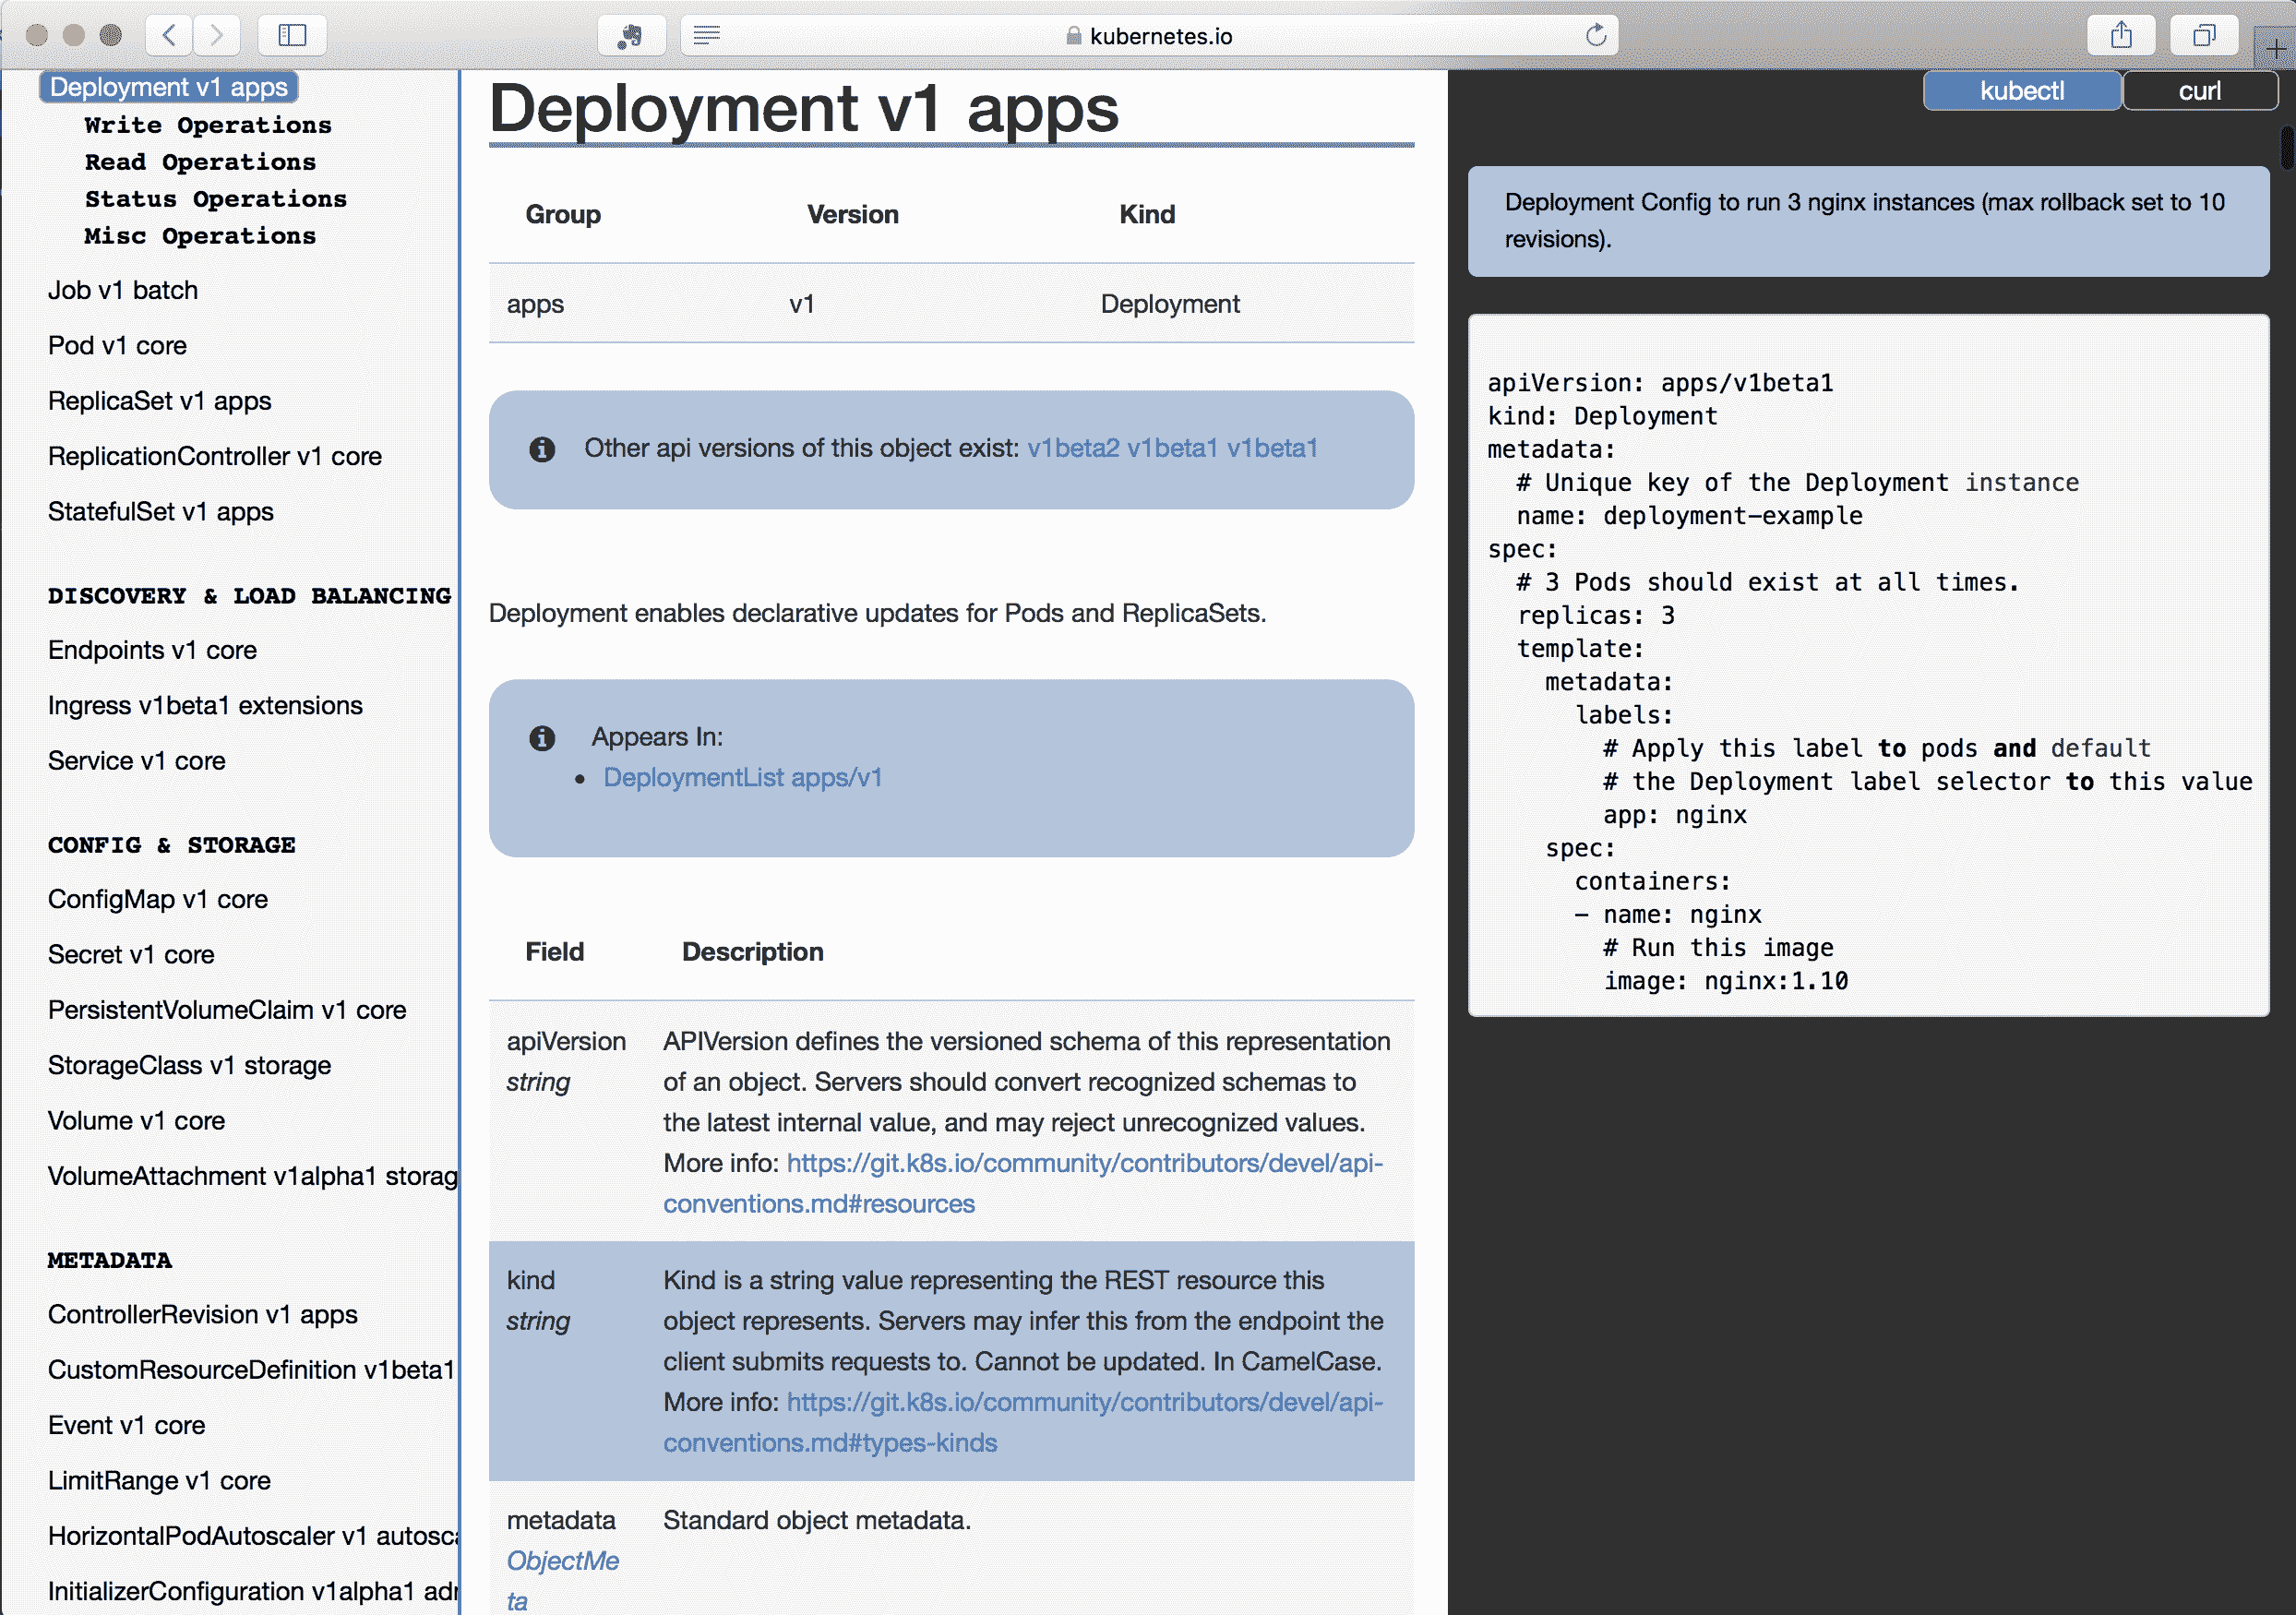 kubernetes.io
Deployment v1 apps
Write Operations
Read Operations
Status Operations
Misc Operations
Job v1 batch
Pod v1 core
ReplicaSet v1 apps
ReplicationController v1 core
StatefulSet v1 apps
DISCOVERY & LOAD BALANCING
Endpoints v1 core
Ingress v1beta1 extensions
Service v1 core
CONFIG & STORAGE
ConfigMap v1 core
Secret v1 core
PersistentVolumeClaim v1 core
StorageClass v1 storage
Volume v1 core
VolumeAttachment v1alpha1 storag
METADATA
ControllerRevision v1 apps
CustomResourceDefinition v1beta1
Event v1 core
LimitRange v1 core
HorizontalPodAutoscaler v1 autosc
InitializerConfiguration v1alpha1 adr
Deployment v1 apps
Group Version Kind
apps v1 Deployment
Other api versions of this object exist: v1beta2 v1beta1 v1beta1
Deployment enables declarative updates for Pods and ReplicaSets.
Appears In:
• DeploymentList apps/v1
Field Description
apiVersion APIVersion defines the versioned schema of this representation
string of an object. Servers should convert recognized schemas to
the latest internal value, and may reject unrecognized values.
More info: https://git.k8s.io/community/contributors/devel/api-
conventions.md#resources
kind Kind is a string value representing the REST resource this
string object represents. Servers may infer this from the endpoint the
client submits requests to. Cannot be updated. In CamelCase.
More info: https://git.k8s.io/community/contributors/devel/api-
conventions.md#types-kinds
metadata Standard object metadata.
ObjectMe
ta
kubectl curl
Deployment Config to run 3 nginx instances (max rollback set to 10
revisions).
apiVersion: apps/v1beta1
kind: Deployment
metadata:
  # Unique key of the Deployment instance
  name: deployment-example
spec:
  # 3 Pods should exist at all times.
  replicas: 3
  template:
    metadata:
      labels:
        # Apply this label to pods and default
        # the Deployment label selector to this value
        app: nginx
    spec:
      containers:
      - name: nginx
        # Run this image
        image: nginx:1.10